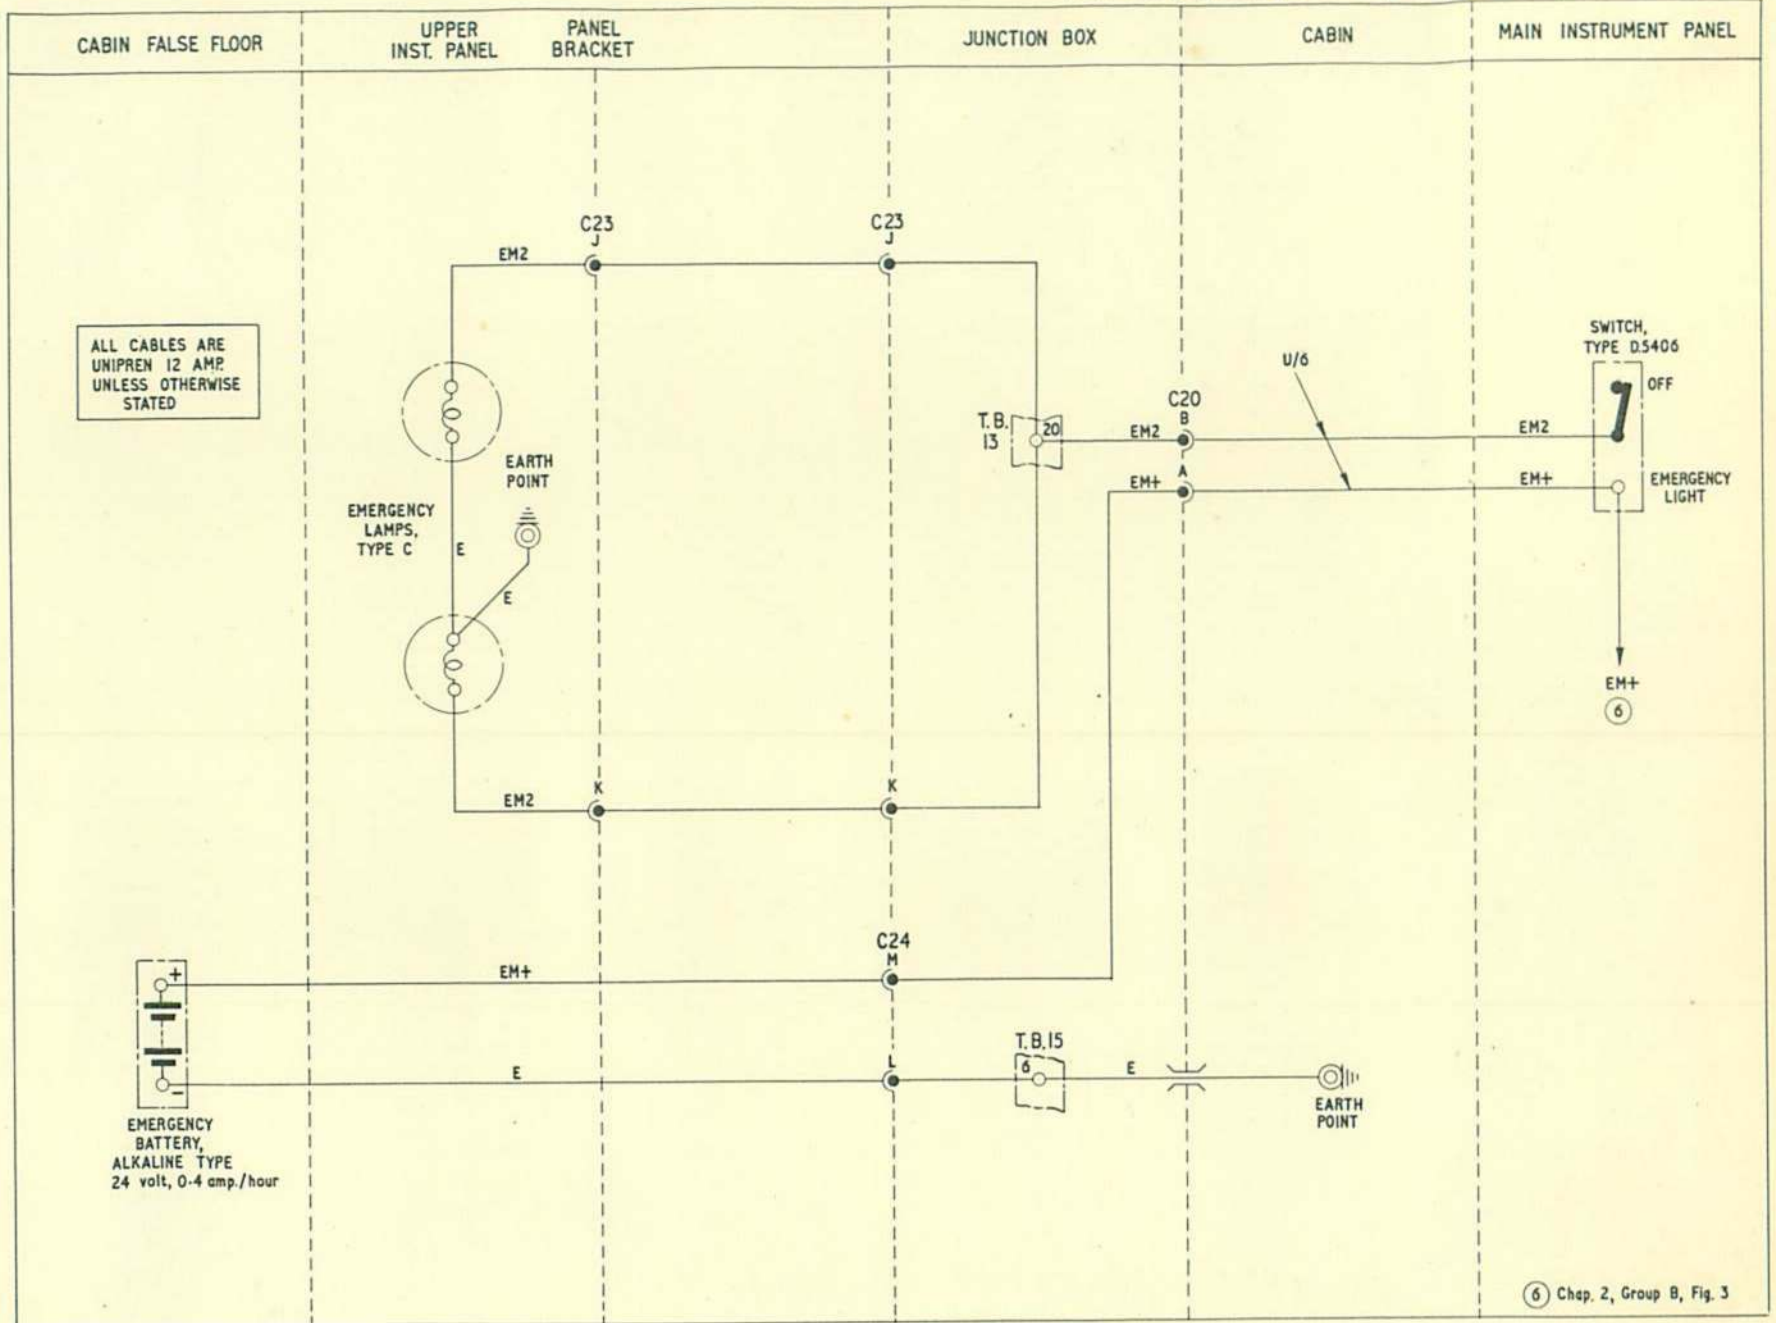 CABIN FALSE FLOOR
UPPER
INST. PANEL
PANEL
BRACKET
JUNCTION BOX
CABIN
MAIN INSTRUMENT PANEL
C23
J
C23
J
EM2
ALL CABLES ARE
UNIPREN 12 AMP.
UNLESS OTHERWISE
STATED
SWITCH,
TYPE D.5406
OFF
U/6
C20
B
T.B.
13
20
EM2
EM2
A
EM+
EM+
EMERGENCY
LIGHT
EARTH
POINT
EMERGENCY
LAMPS,
TYPE C
E
E
EM+
6
K
K
EM2
C24
M
+
EM+
T.B.15
6
L
E
E
−
EARTH
POINT
EMERGENCY
BATTERY,
ALKALINE TYPE
24 volt, 0·4 amp./hour
6 Chap. 2, Group B, Fig. 3